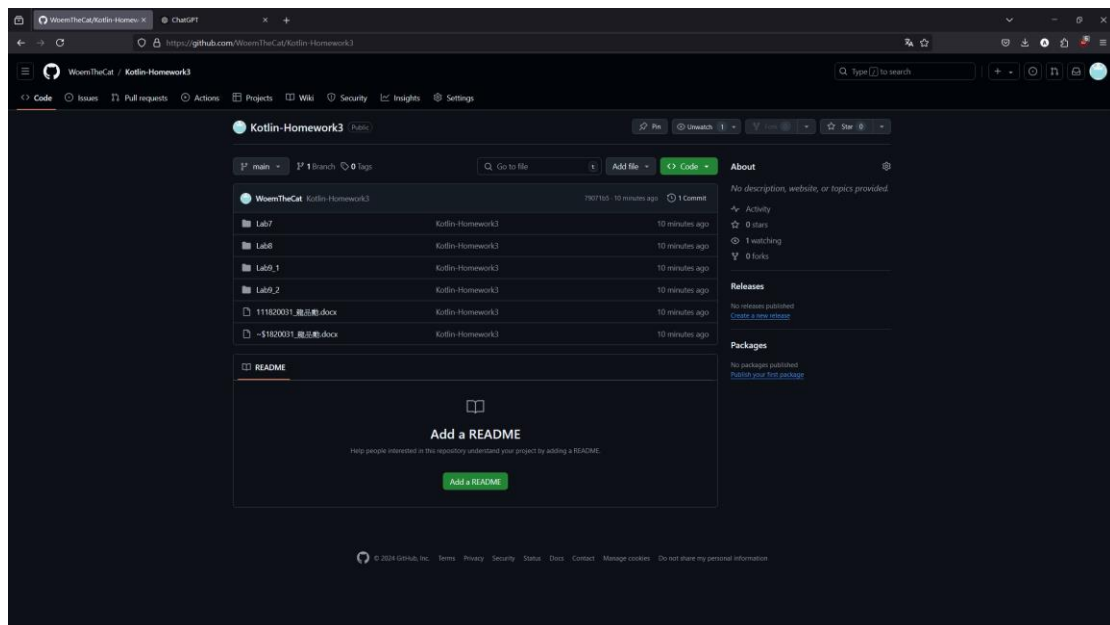 WoemTheCat/Kotlin-Homew
ChatGPT
https://github.com/WoemTheCat/Kotlin-Homework3
WoemTheCat / Kotlin-Homework3
Type / to search
Code Issues Pull requests Actions Projects Wiki Security Insights Settings
Kotlin-Homework3 Public
Pin Unwatch 1 Fork 0 Star 0
main 1 Branch 0 Tags
Go to file t Add file Code
WoemTheCat Kotlin-Homework3 7907165 · 10 minutes ago 1 Commit
Lab7 Kotlin-Homework3 10 minutes ago
Lab8 Kotlin-Homework3 10 minutes ago
Lab9_1 Kotlin-Homework3 10 minutes ago
Lab9_2 Kotlin-Homework3 10 minutes ago
111820031_ .docx Kotlin-Homework3 10 minutes ago
~$1820031_ .docx Kotlin-Homework3 10 minutes ago
README
Add a README
Help people interested in this repository understand your project by adding a README.
Add a README
About
No description, website, or topics provided.
Activity
0 stars
1 watching
0 forks
Releases
No releases published
Create a new release
Packages
No packages published
Publish your first package
© 2024 GitHub, Inc. Terms Privacy Security Status Docs Contact Manage cookies Do not share my personal information